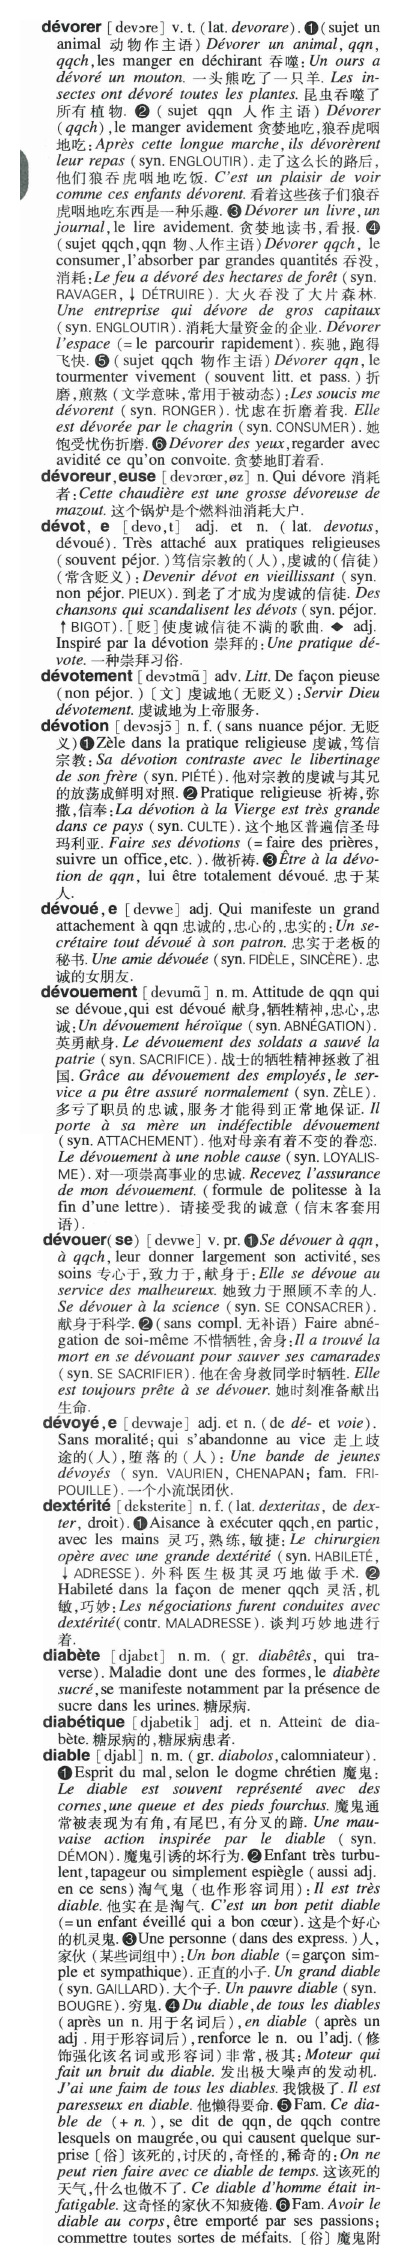 dévorer [devɔre] v. t. (lat. devorare). ❶(sujet un
animal 动物作主语) Dévorer un animal, qqn,
qqch, les manger en déchirant 吞噬: Un ours a
dévoré un mouton. 一头熊吃了一只羊. Les in-
sectes ont dévoré toutes les plantes. 昆虫吞噬了
所有植物. ❷ (sujet qqn 人作主语) Dévorer
(qqch), le manger avidement 贪婪地吃,狼吞虎咽
地吃: Après cette longue marche, ils dévorèrent
leur repas (syn. ENGLOUTIR). 走了这么长的路后,
他们狼吞虎咽地吃饭. C'est un plaisir de voir
comme ces enfants dévorent. 看着这些孩子们狼吞
虎咽地吃东西是一种乐趣. ❸ Dévorer un livre, un
journal, le lire avidement. 贪婪地读书,看报. ❹
(sujet qqch, qqn 物、人作主语) Dévorer qqch, le
consumer, l'absorber par grandes quantités 吞没,
消耗: Le feu a dévoré des hectares de forêt (syn.
RAVAGER, ↓ DÉTRUIRE). 大火吞没了大片森林.
Une entreprise qui dévore de gros capitaux
(syn. ENGLOUTIR). 消耗大量资金的企业. Dévorer
l'espace (= le parcourir rapidement). 疾驰,跑得
飞快. ❺ (sujet qqch 物作主语) Dévorer qqn, le
tourmenter vivement (souvent litt. et pass.) 折
磨,煎熬 (文学意味,常用于被动态): Les soucis me
dévorent (syn. RONGER). 忧虑在折磨着我. Elle
est dévorée par le chagrin (syn. CONSUMER). 她
饱受忧伤折磨. ❻ Dévorer des yeux, regarder avec
avidité ce qu'on convoite. 贪婪地盯着看.
dévoreur, euse [devɔrœr, øz] n. Qui dévore 消耗
者: Cette chaudière est une grosse dévoreuse de
mazout. 这个锅炉是个燃料油消耗大户.
dévot, e [devo, t] adj. et n. (lat. devotus,
dévoué). Très attaché aux pratiques religieuses
(souvent péjor.) 笃信宗教的(人),虔诚的(信徒)
(常含贬义): Devenir dévot en vieillissant (syn.
non péjor. PIEUX). 到老了才成为虔诚的信徒. Des
chansons qui scandalisent les dévots (syn. péjor.
↑ BIGOT). [贬]使虔诚信徒不满的歌曲. ◆ adj.
Inspiré par la dévotion 崇拜的: Une pratique dé-
vote. 一种崇拜习俗.
dévotement [devɔtmɑ̃] adv. Litt. De façon pieuse
(non péjor.) 〔文〕虔诚地(无贬义): Servir Dieu
dévotement. 虔诚地为上帝服务.
dévotion [devɔsjɔ̃] n. f. (sans nuance péjor. 无贬
义) ❶ Zèle dans la pratique religieuse 虔诚,笃信
宗教: Sa dévotion contraste avec le libertinage
de son frère (syn. PIÉTÉ). 他对宗教的虔诚与其兄
的放荡成鲜明对照. ❷ Pratique religieuse 祈祷,弥
撒,信奉: La dévotion à la Vierge est très grande
dans ce pays (syn. CULTE). 这个地区普遍信圣母
玛利亚. Faire ses dévotions (= faire des prières,
suivre un office, etc.). 做祈祷. ❸ Être à la dévo-
tion de qqn, lui être totalement dévoué. 忠于某
人.
dévoué, e [devwe] adj. Qui manifeste un grand
attachement à qqn 忠诚的,忠心的,忠实的: Un se-
crétaire tout dévoué à son patron. 忠实于老板的
秘书. Une amie dévouée (syn. FIDÈLE, SINCÈRE). 忠
诚的女朋友.
dévouement [devumɑ̃] n. m. Attitude de qqn qui
se dévoue, qui est dévoué 献身,牺牲精神,忠心,忠
诚: Un dévouement héroïque (syn. ABNÉGATION).
英勇献身. Le dévouement des soldats a sauvé la
patrie (syn. SACRIFICE). 战士的牺牲精神拯救了祖
国. Grâce au dévouement des employés, le ser-
vice a pu être assuré normalement (syn. ZÈLE).
多亏了职员的忠诚,服务才能得到正常地保证. Il
porte à sa mère un indéfectible dévouement
(syn. ATTACHEMENT). 他对母亲有着不变的眷恋.
Le dévouement à une noble cause (syn. LOYALIS-
ME). 对一项崇高事业的忠诚. Recevez l'assurance
de mon dévouement. (formule de politesse à la
fin d'une lettre). 请接受我的诚意 (信末客套用
语).
dévouer(se) [devwe] v. pr. ❶ Se dévouer à qqn,
à qqch, leur donner largement son activité, ses
soins 专心于,致力于,献身于: Elle se dévoue au
service des malheureux. 她致力于照顾不幸的人.
Se dévouer à la science (syn. SE CONSACRER).
献身于科学. ❷ (sans compl. 无补语) Faire abné-
gation de soi-même 不惜牺牲,舍身: Il a trouvé la
mort en se dévouant pour sauver ses camarades
(syn. SE SACRIFIER). 他在舍身救同学时牺牲. Elle
est toujours prête à se dévouer. 她时刻准备献出
生命.
dévoyé, e [devwaje] adj. et n. (de dé- et voie).
Sans moralité; qui s'abandonne au vice 走上歧
途的(人),堕落的(人): Une bande de jeunes
dévoyés (syn. VAURIEN, CHENAPAN; fam. FRI-
POUILLE). 一个小流氓团伙.
dextérité [dɛksterite] n. f. (lat. dexteritas, de dex-
ter, droit). ❶ Aisance à exécuter qqch, en partic,
avec les mains 灵巧,熟练,敏捷: Le chirurgien
opère avec une grande dextérité (syn. HABILETÉ,
↓ ADRESSE). 外科医生极其灵巧地做手术. ❷
Habileté dans la façon de mener qqch 灵活,机
敏,巧妙: Les négociations furent conduites avec
dextérité (contr. MALADRESSE). 谈判巧妙地进行
着.
diabète [djabɛt] n. m. (gr. diabêtês, qui tra-
verse). Maladie dont une des formes, le diabète
sucré, se manifeste notamment par la présence de
sucre dans les urines. 糖尿病.
diabétique [djabetik] adj. et n. Atteint de dia-
bète. 糖尿病的,糖尿病患者.
diable [djabl] n. m. (gr. diabolos, calomniateur).
❶ Esprit du mal, selon le dogme chrétien 魔鬼:
Le diable est souvent représenté avec des
cornes, une queue et des pieds fourchus. 魔鬼通
常被表现为有角,有尾巴,有分叉的蹄. Une mau-
vaise action inspirée par le diable (syn.
DÉMON). 魔鬼引诱的坏行为. ❷ Enfant très turbu-
lent, tapageur ou simplement espiègle (aussi adj.
en ce sens) 淘气鬼 (也作形容词用): Il est très
diable. 他实在是淘气. C'est un bon petit diable
(= un enfant éveillé qui a bon cœur). 这是个好心
的机灵鬼. ❸ Une personne (dans des express.) 人,
家伙 (某些词组中): Un bon diable (= garçon sim-
ple et sympathique). 正直的小子. Un grand diable
(syn. GAILLARD). 大个子. Un pauvre diable (syn.
BOUGRE). 穷鬼. ❹ Du diable, de tous les diables
(après un n. 用于名词后), en diable (après un
adj. 用于形容词后), renforce le n. ou l'adj. (修
饰强化该名词或形容词) 非常,极其: Moteur qui
fait un bruit du diable. 发出极大噪声的发动机.
J'ai une faim de tous les diables. 我饿极了. Il est
paresseux en diable. 他懒得要命. ❺ Fam. Ce dia-
ble de (+ n.), se dit de qqn, de qqch contre
lesquels on maugrée, ou qui causent quelque sur-
prise〔俗〕该死的,讨厌的,奇怪的,稀奇的: On ne
peut rien faire avec ce diable de temps. 这该死的
天气,什么也做不了. Ce diable d'homme était in-
fatigable. 这奇怪的家伙不知疲倦. ❻ Fam. Avoir le
diable au corps, être emporté par ses passions;
commettre toutes sortes de méfaits. 〔俗〕魔鬼附